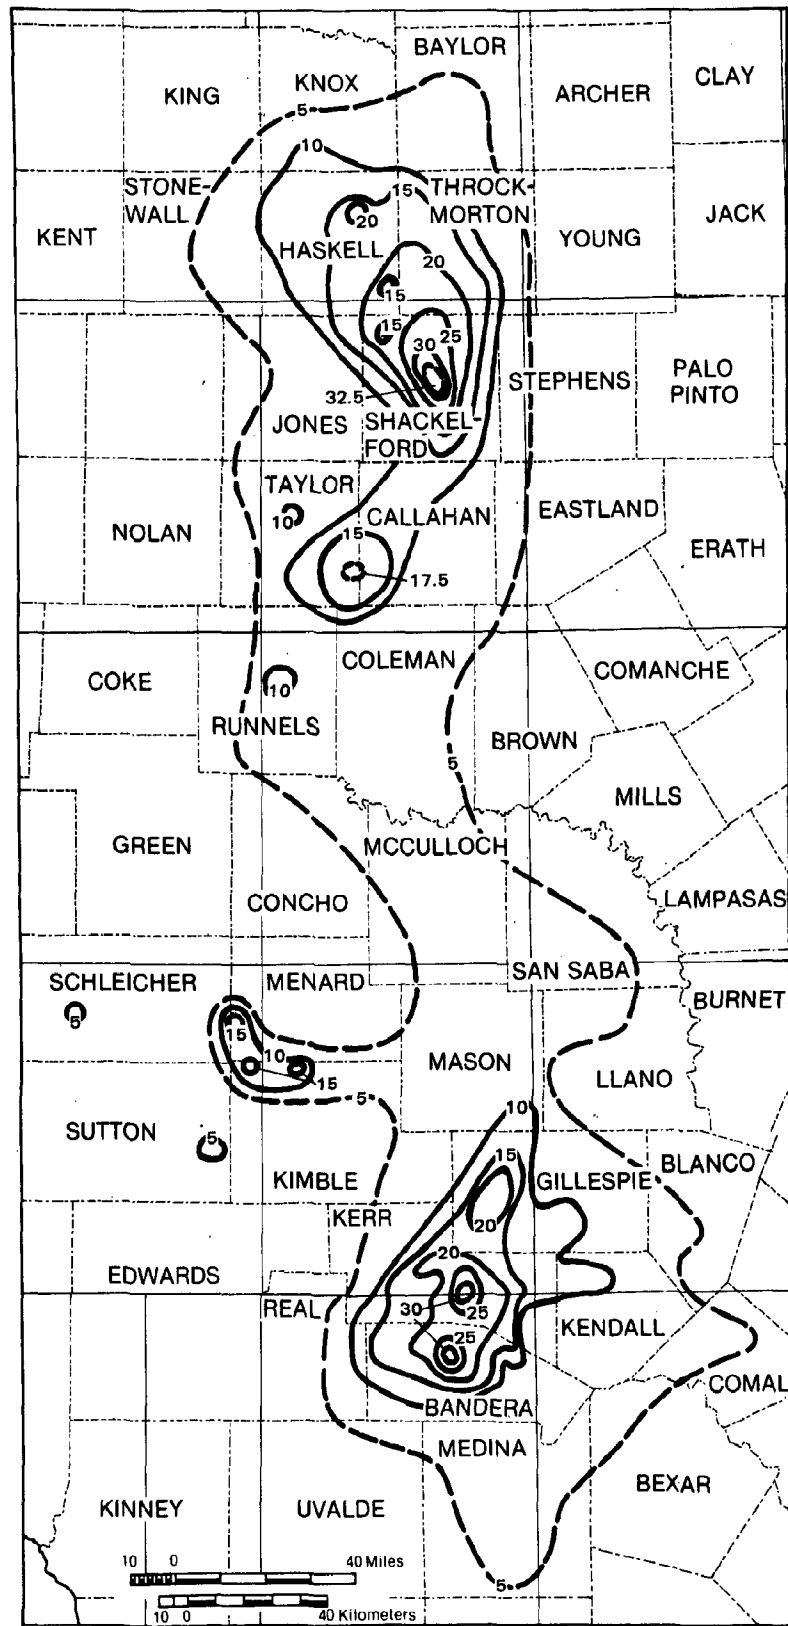 BAYLOR
KNOX
CLAY
KING
ARCHER
5
10
STONE-
WALL
15
THROCK-
MORTON
JACK
20
KENT
HASKELL
YOUNG
20
15
15
25
30
PALO
PINTO
STEPHENS
32.5
JONES
SHACKEL-
FORD
TAYLOR
10
CALLAHAN
EASTLAND
15
NOLAN
ERATH
17.5
COLEMAN
COMANCHE
COKE
10
RUNNELS
BROWN
5
MILLS
GREEN
MCCULLOCH
CONCHO
LAMPASAS
SCHLEICHER
MENARD
SAN SABA
BURNET
5
15
10
MASON
15
LLANO
5
10
SUTTON
5
15
BLANCO
KIMBLE
GILLESPIE
KERR
20
20
EDWARDS
REAL
30
25
KENDALL
25
COMAL
BANDERA
MEDINA
BEXAR
KINNEY
UVALDE
10 0 40 Miles
5
10 0 40 Kilometers